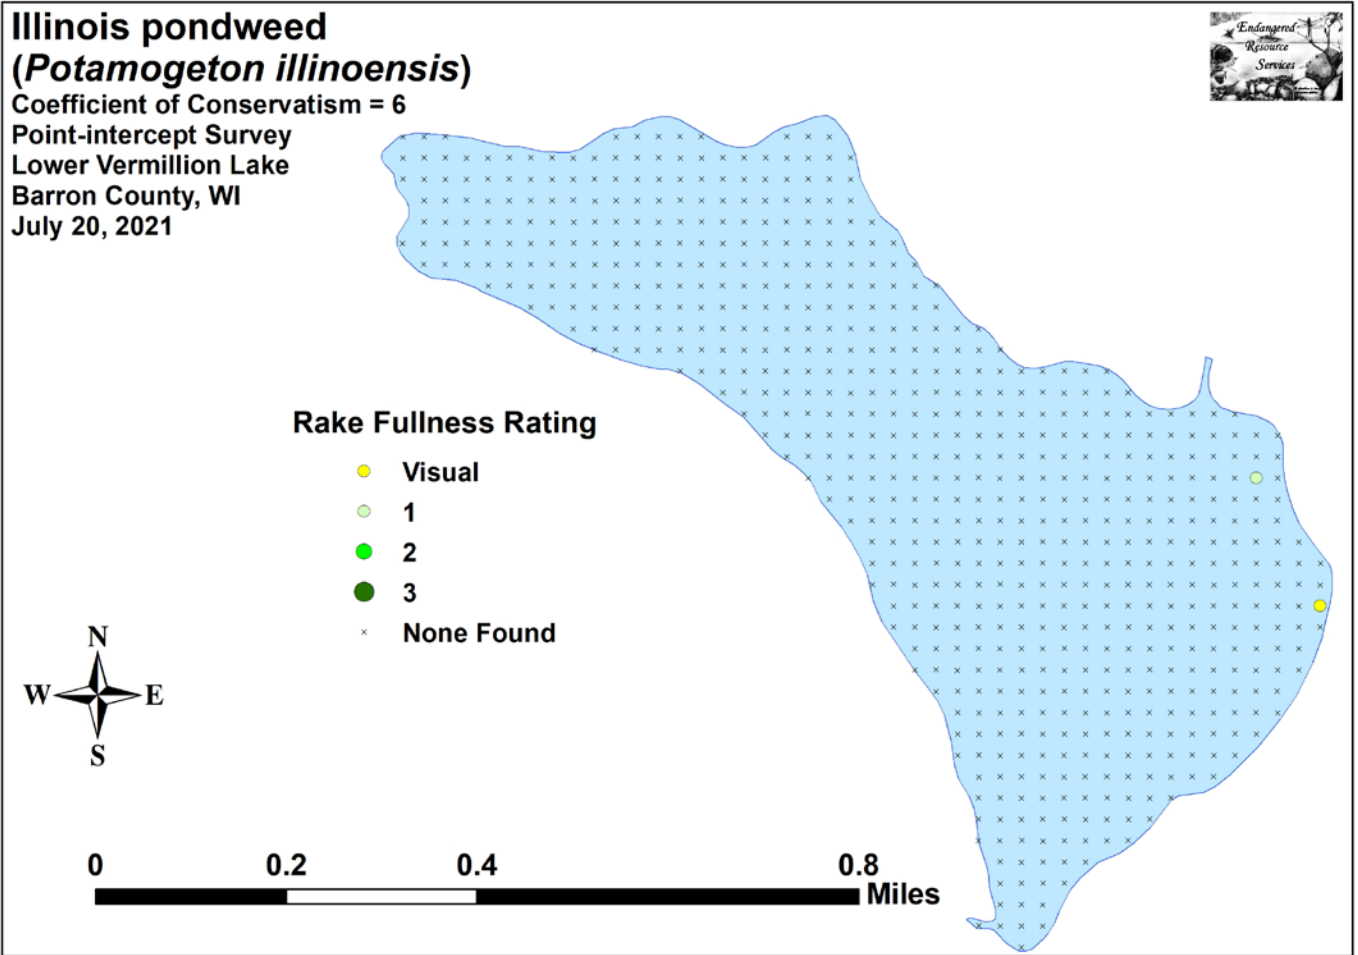 Illinois pondweed
(Potamogeton illinoensis)
Coefficient of Conservatism = 6
Point-intercept Survey
Lower Vermillion Lake
Barron County, WI
July 20, 2021
Endangered
Resource
Services
Rake Fullness Rating
Visual
1
2
3
None Found
N
W E
S
0 0.2 0.4 0.8
Miles